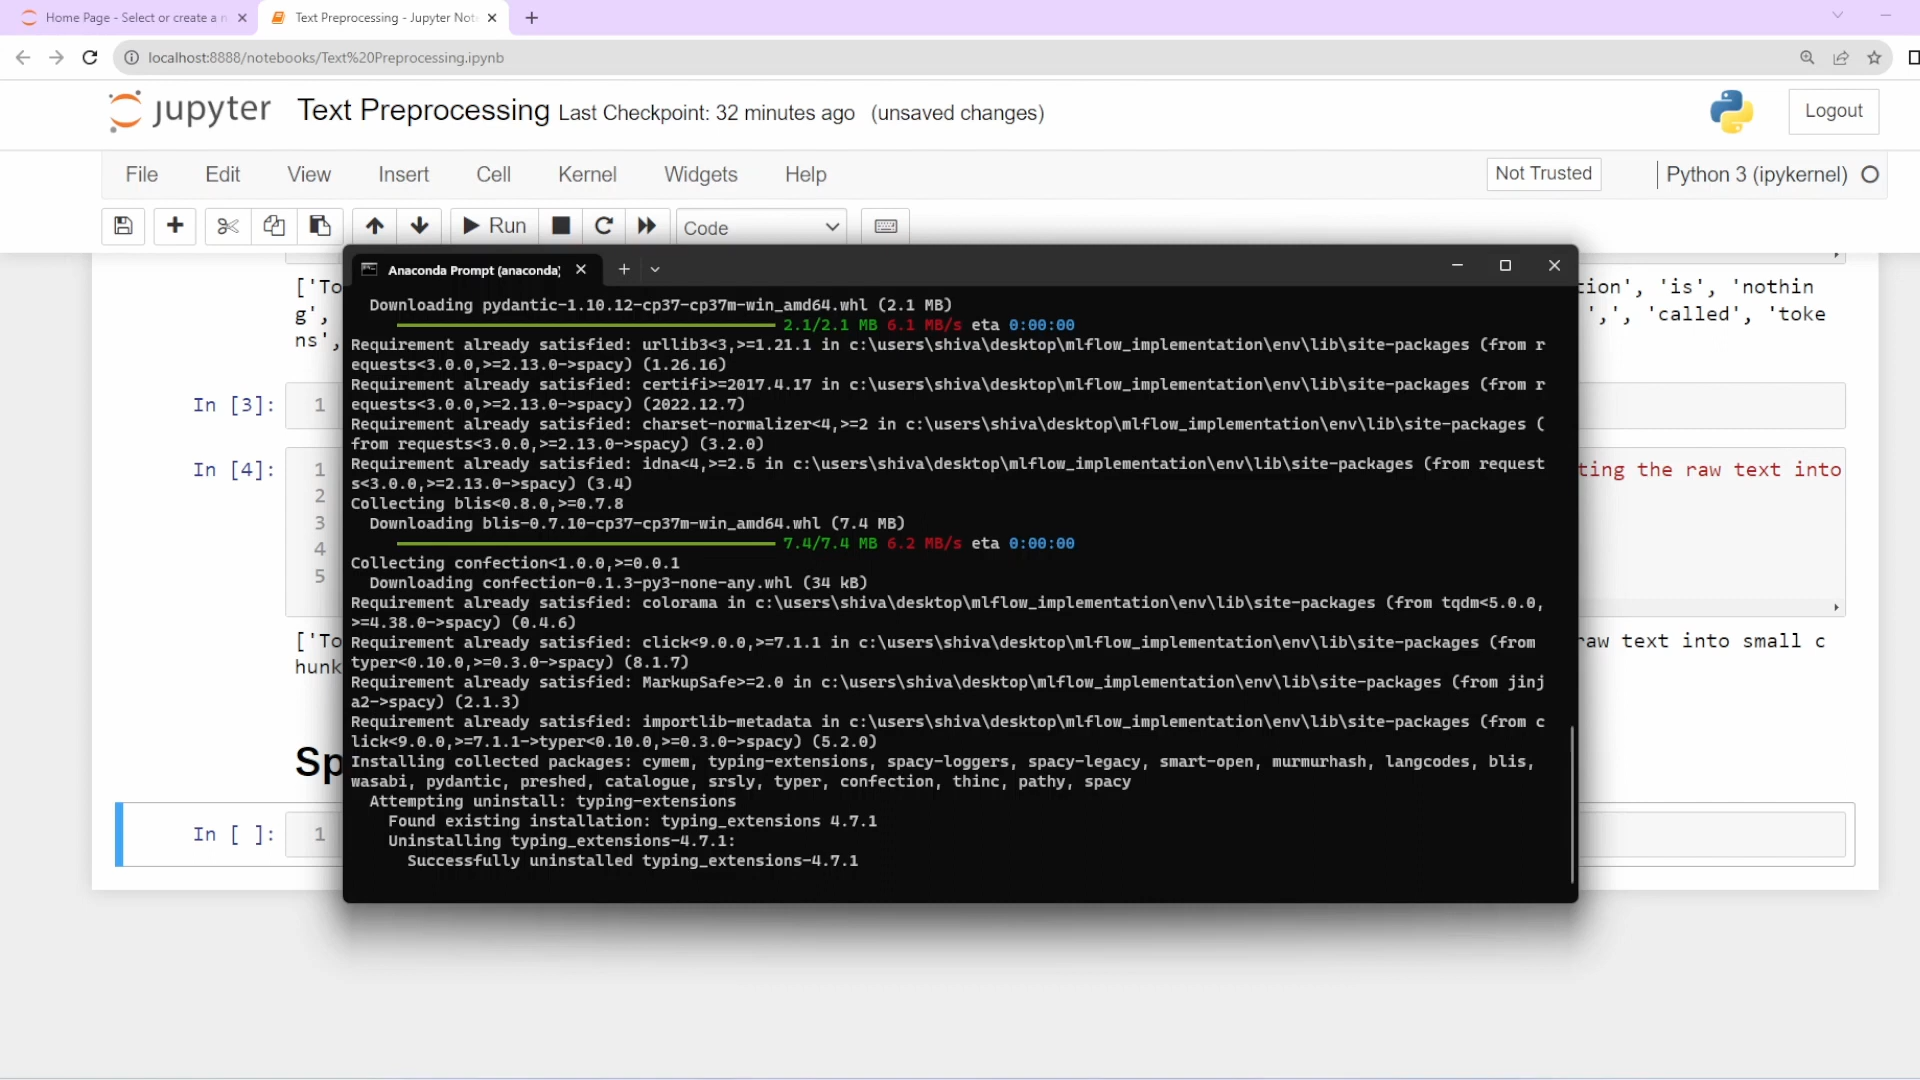 Home Page - Select or create a n
Text Preprocessing - Jupyter Not
localhost:8888/notebooks/Text%20Preprocessing.ipynb
jupyter Text Preprocessing Last Checkpoint: 32 minutes ago (unsaved changes)
Logout
File Edit View Insert Cell Kernel Widgets Help
Not Trusted
Python 3 (ipykernel)
Run
Code
Anaconda Prompt (anaconda)
['To
tion', 'is', 'nothin
g',
',', 'called', 'toke
ns',
In [3]: 1
In [4]: 1
ting the raw text into
2
3
4
5
['To
raw text into small c
hunk
Sp
In [ ]: 1
Downloading pydantic-1.10.12-cp37-cp37m-win_amd64.whl (2.1 MB)
2.1/2.1 MB 6.1 MB/s eta 0:00:00
Requirement already satisfied: urllib3<3,>=1.21.1 in c:\users\shiva\desktop\mlflow_implementation\env\lib\site-packages (from r
equests<3.0.0,>=2.13.0->spacy) (1.26.16)
Requirement already satisfied: certifi>=2017.4.17 in c:\users\shiva\desktop\mlflow_implementation\env\lib\site-packages (from r
equests<3.0.0,>=2.13.0->spacy) (2022.12.7)
Requirement already satisfied: charset-normalizer<4,>=2 in c:\users\shiva\desktop\mlflow_implementation\env\lib\site-packages (
from requests<3.0.0,>=2.13.0->spacy) (3.2.0)
Requirement already satisfied: idna<4,>=2.5 in c:\users\shiva\desktop\mlflow_implementation\env\lib\site-packages (from request
s<3.0.0,>=2.13.0->spacy) (3.4)
Collecting blis<0.8.0,>=0.7.8
Downloading blis-0.7.10-cp37-cp37m-win_amd64.whl (7.4 MB)
7.4/7.4 MB 6.2 MB/s eta 0:00:00
Collecting confection<1.0.0,>=0.0.1
Downloading confection-0.1.3-py3-none-any.whl (34 kB)
Requirement already satisfied: colorama in c:\users\shiva\desktop\mlflow_implementation\env\lib\site-packages (from tqdm<5.0.0,
>=4.38.0->spacy) (0.4.6)
Requirement already satisfied: click<9.0.0,>=7.1.1 in c:\users\shiva\desktop\mlflow_implementation\env\lib\site-packages (from
typer<0.10.0,>=0.3.0->spacy) (8.1.7)
Requirement already satisfied: MarkupSafe>=2.0 in c:\users\shiva\desktop\mlflow_implementation\env\lib\site-packages (from jinj
a2->spacy) (2.1.3)
Requirement already satisfied: importlib-metadata in c:\users\shiva\desktop\mlflow_implementation\env\lib\site-packages (from c
lick<9.0.0,>=7.1.1->typer<0.10.0,>=0.3.0->spacy) (5.2.0)
Installing collected packages: cymem, typing-extensions, spacy-loggers, spacy-legacy, smart-open, murmurhash, langcodes, blis,
wasabi, pydantic, preshed, catalogue, srsly, typer, confection, thinc, pathy, spacy
Attempting uninstall: typing-extensions
Found existing installation: typing_extensions 4.7.1
Uninstalling typing_extensions-4.7.1:
Successfully uninstalled typing_extensions-4.7.1